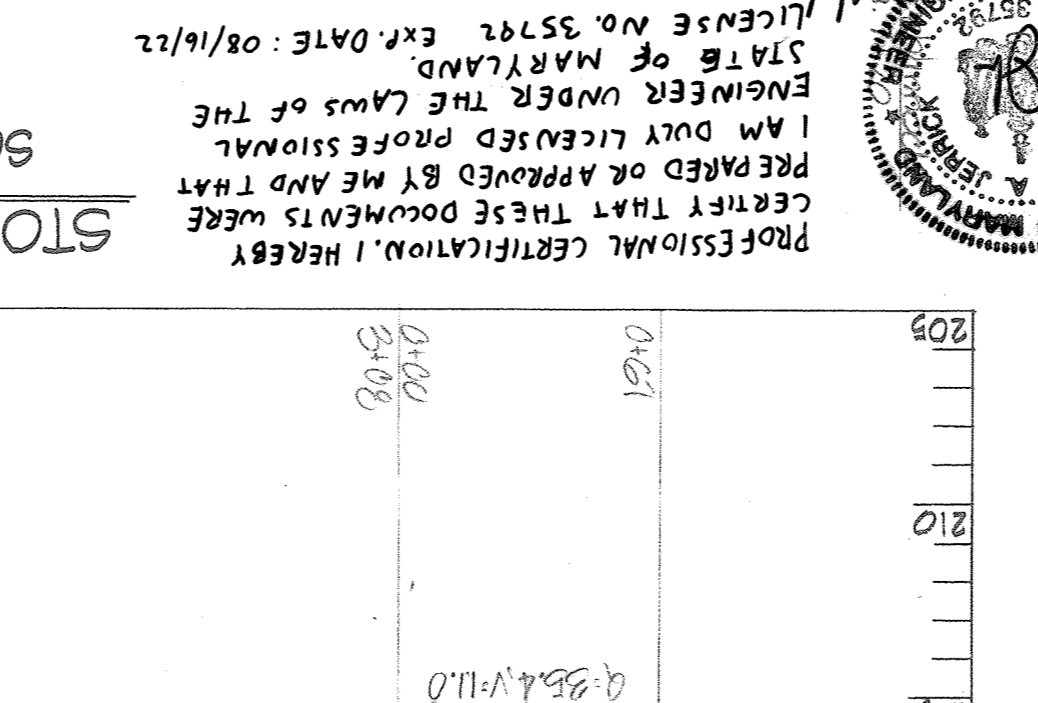 Q=35.4, V=11.0
210
0+61
0+00
3+08
205
PROFESSIONAL CERTIFICATION. I HEREBY
CERTIFY THAT THESE DOCUMENTS WERE
PREPARED OR APPROVED BY ME AND THAT
I AM DULY LICENSED PROFESSIONAL
ENGINEER UNDER THE LAWS OF THE
STATE OF MARYLAND.
LICENSE NO. 35792 EXP. DATE: 08/16/22
MARYLAND
A. JERRICK
STO